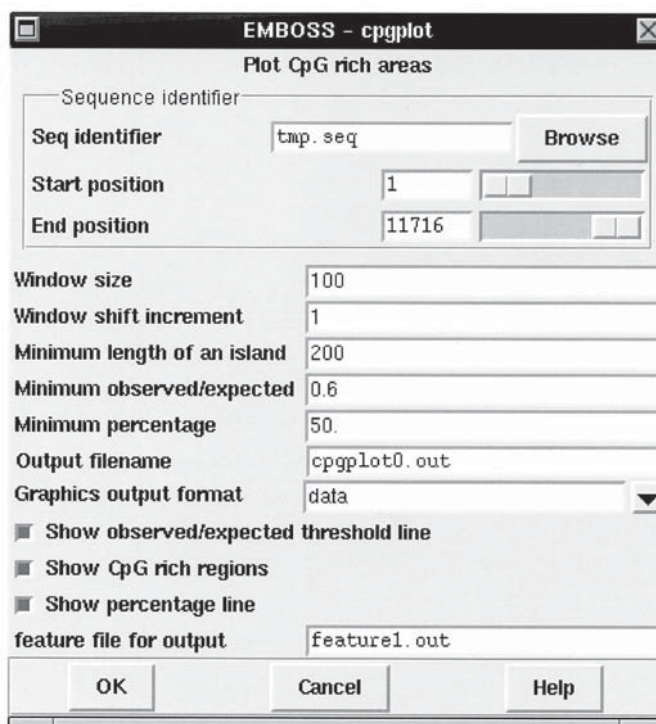 EMBOSS - cpgplot
Plot CpG rich areas
Sequence identifier
Seq identifier tmp.seq Browse
Start position 1
End position 11716
Window size 100
Window shift increment 1
Minimum length of an island 200
Minimum observed/expected 0.6
Minimum percentage 50.
Output filename cpgplot0.out
Graphics output format data
Show observed/expected threshold line
Show CpG rich regions
Show percentage line
feature file for output feature1.out
OK Cancel Help